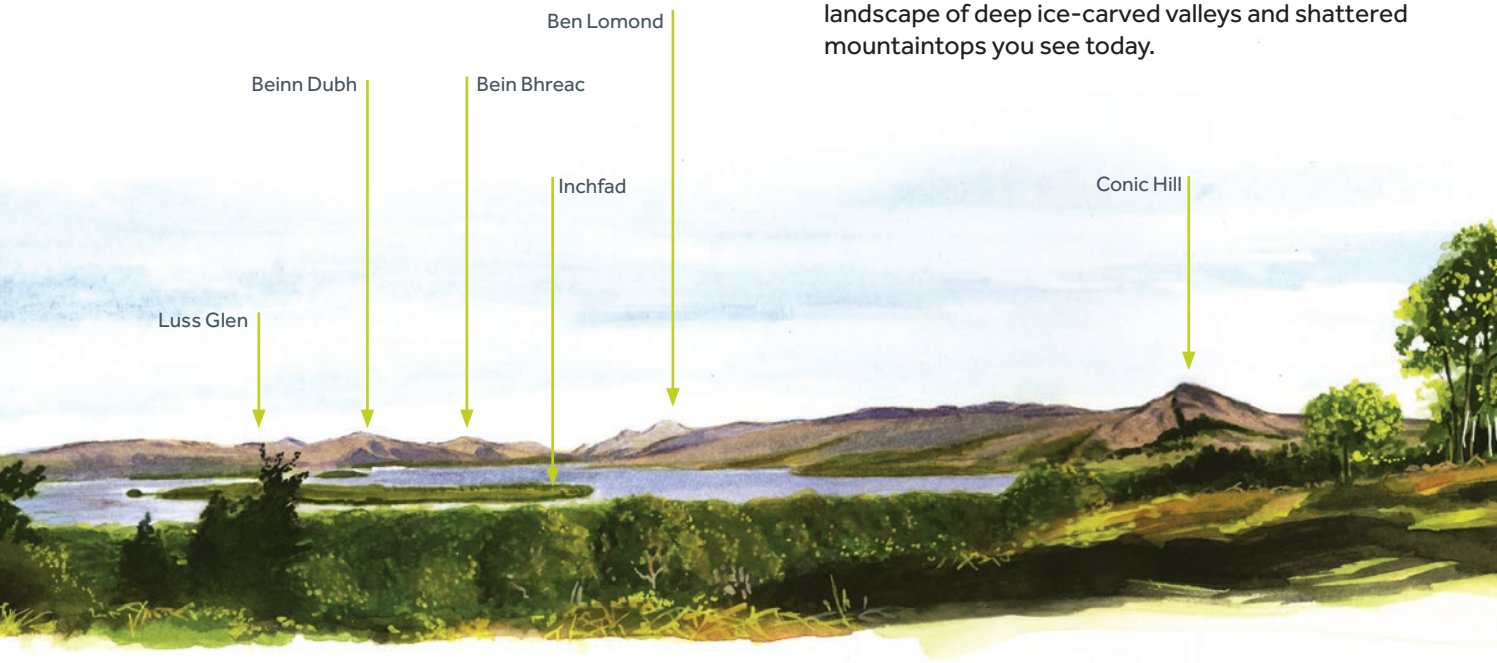 landscape of deep ice-carved valleys and shattered
mountaintops you see today.
Ben Lomond
Beinn Dubh
Bein Bhreac
Inchfad
Conic Hill
Luss Glen